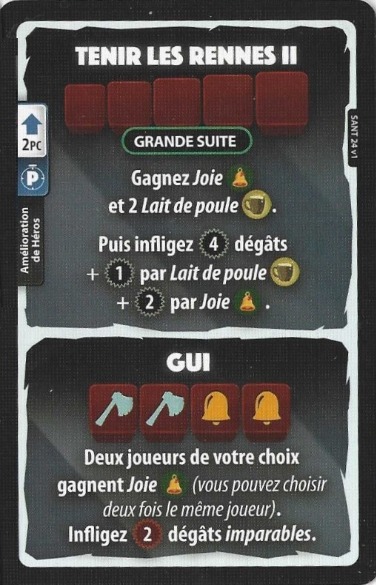 TENIR LES RENNES II
GRANDE SUITE
2PC
P
Amélioration
de Héros
SANT 24 v1
Gagnez Joie
et 2 Lait de poule .
Puis infligez 4 dégâts
+ 1 par Lait de poule
+ 2 par Joie .
GUI
Deux joueurs de votre choix
gagnent Joie (vous pouvez choisir
deux fois le même joueur).
Infligez 2 dégâts imparables.